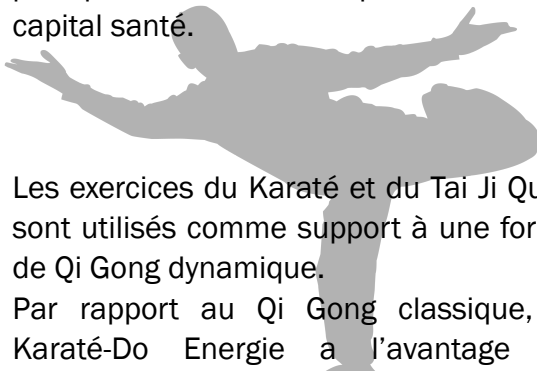 capital santé.
Les exercices du Karaté et du Tai Ji Qu
sont utilisés comme support à une for
de Qi Gong dynamique.
Par rapport au Qi Gong classique,
Karaté-Do Energie a l’avantage